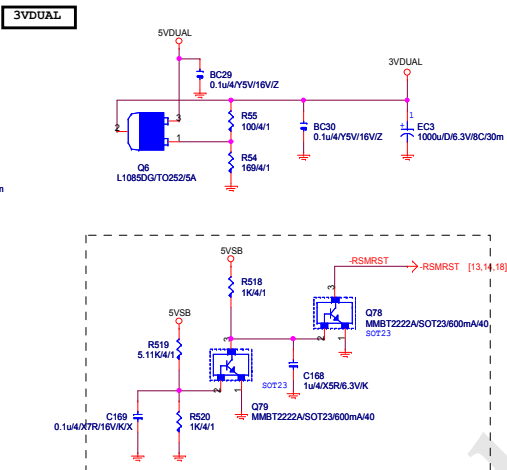 3VDUAL
5VDUAL
3VDUAL
BC29
0.1u/4/Y5V/16V/Z
3
2
1
R55
100/4/1
BC30
0.1u/4/Y5V/16V/Z
1
+
EC3
1000u/D/6.3V/8C/30m
R54
169/4/1
Q6
L1085DG/TO252/5A
m
5VSB
-RSMRST
-RSMRST [13,14,18]
R518
1K/4/1
3
5VSB
Q78
MMBT2222A/SOT23/600mA/40
SOT23
2
1
R519
5.11K/4/1
3
SOT23
C168
1u/4/X5R/6.3V/K
2
1
Q79
MMBT2222A/SOT23/600mA/40
C169
0.1u/4/X7R/16V/K/X
R520
1K/4/1